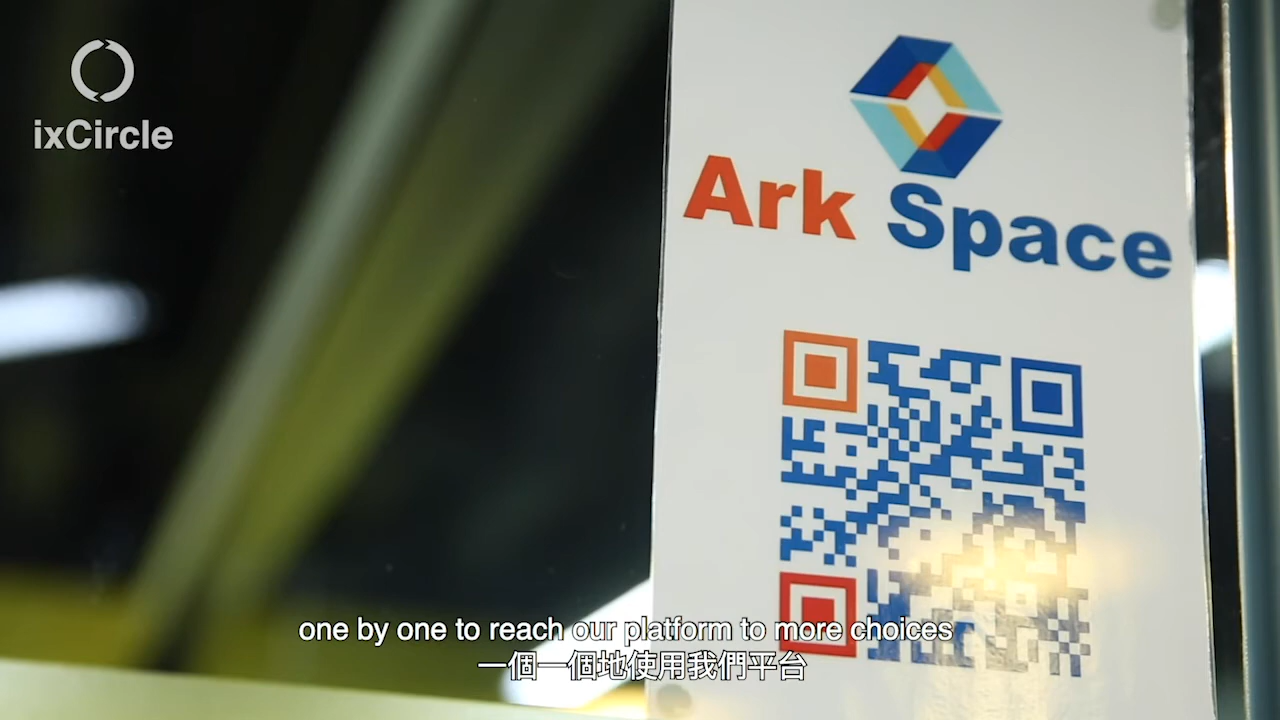 ixCircle
Ark Space
one by one to reach our platform to more choices
一個一個地使用我們平台